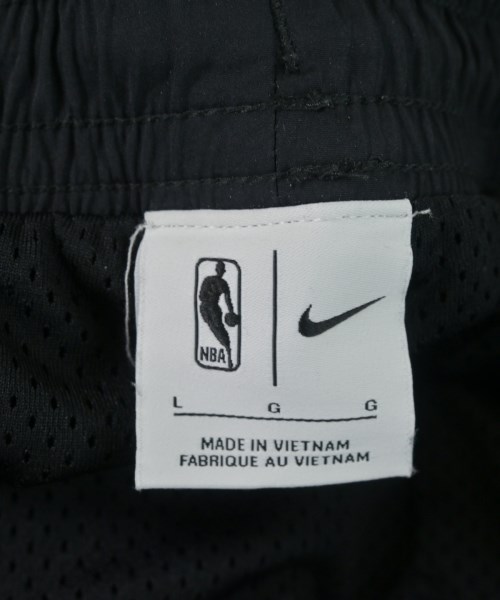 NBA
L G G
MADE IN VIETNAM
FABRIQUE AU VIETNAM